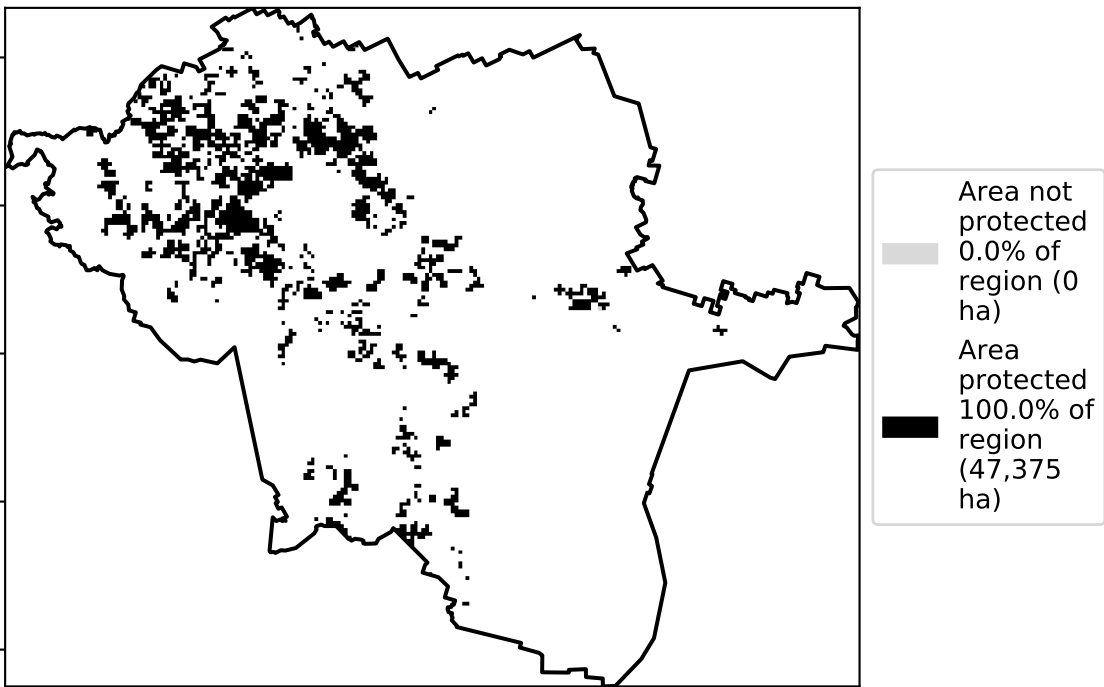 Area not
protected
0.0% of
region (0
ha)
Area
protected
100.0% of
region
(47,375
ha)